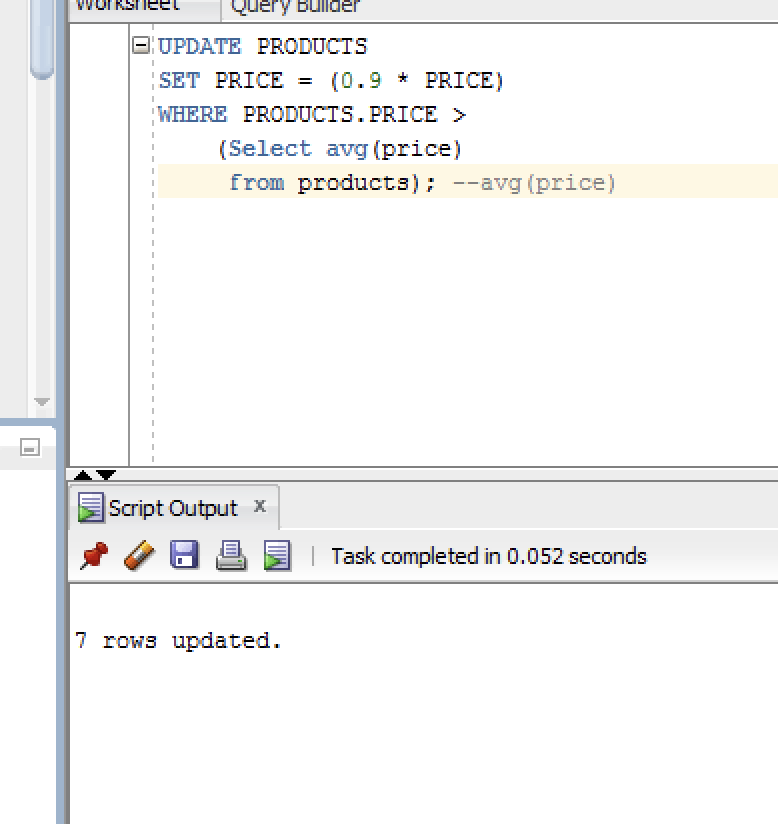 Worksheet Query Builder
UPDATE PRODUCTS
SET PRICE = (0.9 * PRICE)
WHERE PRODUCTS.PRICE >
(Select avg(price)
from products); --avg(price)
Script Output x
Task completed in 0.052 seconds
7 rows updated.